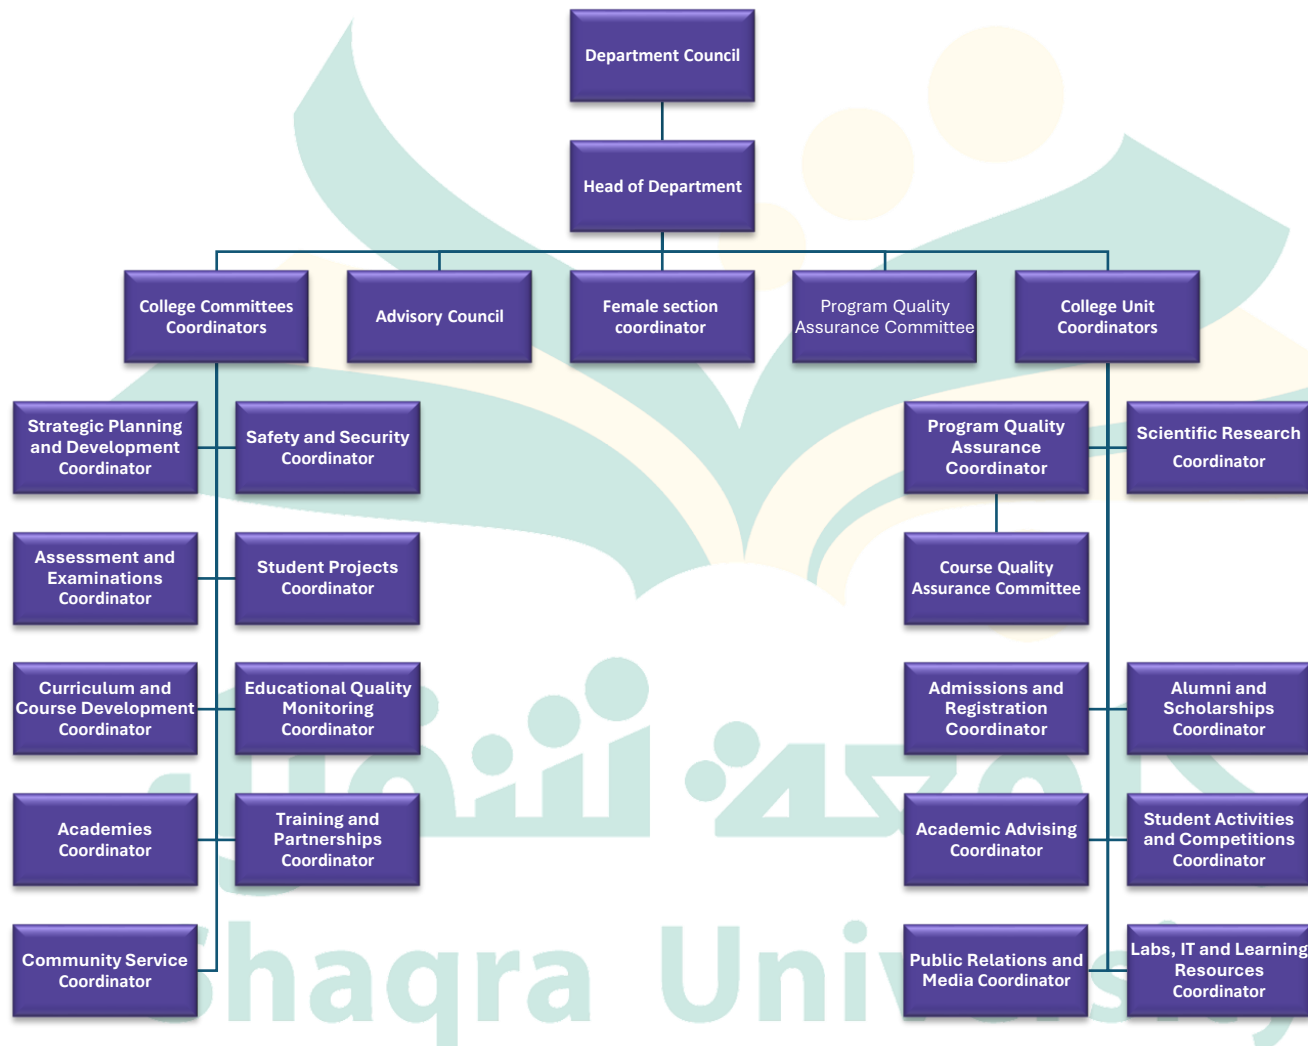 Department Council
Head of Department
College Committees
Coordinators
Advisory Council
Female section
coordinator
Program Quality
Assurance Committee
College Unit
Coordinators
Strategic Planning
and Development
Coordinator
Safety and Security
Coordinator
Program Quality
Assurance
Coordinator
Scientific Research
Coordinator
Assessment and
Examinations
Coordinator
Student Projects
Coordinator
Course Quality
Assurance Committee
Curriculum and
Course Development
Coordinator
Educational Quality
Monitoring
Coordinator
Admissions and
Registration
Coordinator
Alumni and
Scholarships
Coordinator
Academies
Coordinator
Training and
Partnerships
Coordinator
Academic Advising
Coordinator
Student Activities
and Competitions
Coordinator
Community Service
Coordinator
Public Relations and
Media Coordinator
Labs, IT and Learning
Resources
Coordinator
جامعة شقراء
Shaqra University